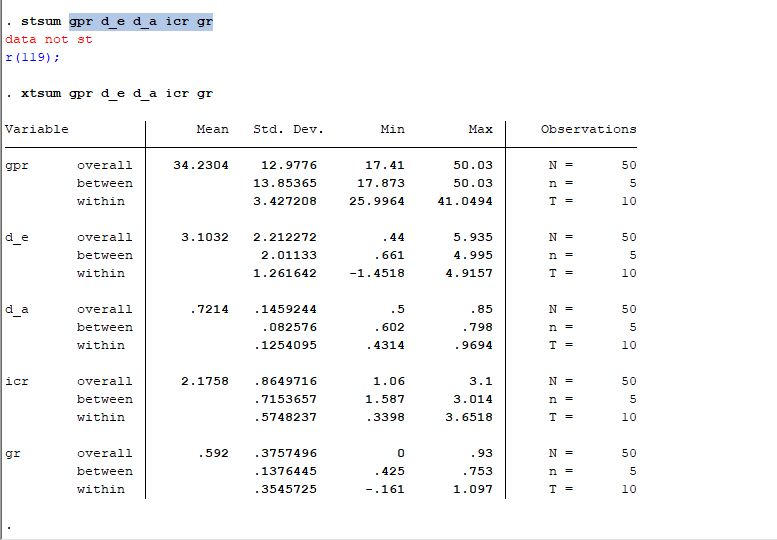 . stsum gpr d_e d_a icr gr
data not st
r(119);
. xtsum gpr d_e d_a icr gr
Variable Mean Std. Dev. Min Max Observations
gpr overall 34.2304 12.9776 17.41 50.03 N = 50
between 13.85365 17.873 50.03 n = 5
within 3.427208 25.9964 41.0494 T = 10
d_e overall 3.1032 2.212272 .44 5.935 N = 50
between 2.01133 .661 4.995 n = 5
within 1.261642 -1.4518 4.9157 T = 10
d_a overall .7214 .1459244 .5 .85 N = 50
between .082576 .602 .798 n = 5
within .1254095 .4314 .9694 T = 10
icr overall 2.1758 .8649716 1.06 3.1 N = 50
between .7153657 1.587 3.014 n = 5
within .5748237 .3398 3.6518 T = 10
gr overall .592 .3757496 0 .93 N = 50
between .1376445 .425 .753 n = 5
within .3545725 -.161 1.097 T = 10
.